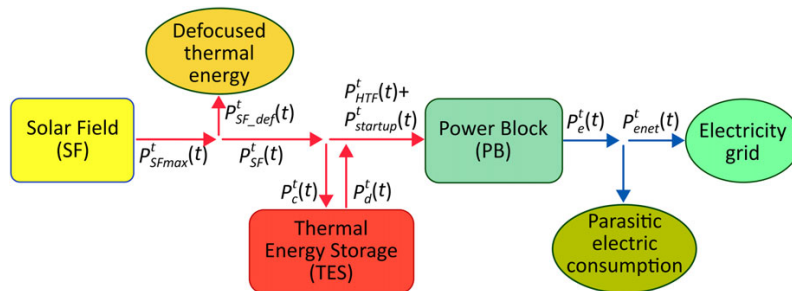 Defocused
thermal
energy
Solar Field
(SF)
P^t_SFmax(t)
P^t_SF_def(t)
P^t_SF(t)
P^t_HTF(t)+
P^t_startup(t)
P^t_c(t)
P^t_d(t)
Thermal
Energy Storage
(TES)
Power Block
(PB)
P^t_e(t)
P^t_enet(t)
Electricity
grid
Parasitic
electric
consumption